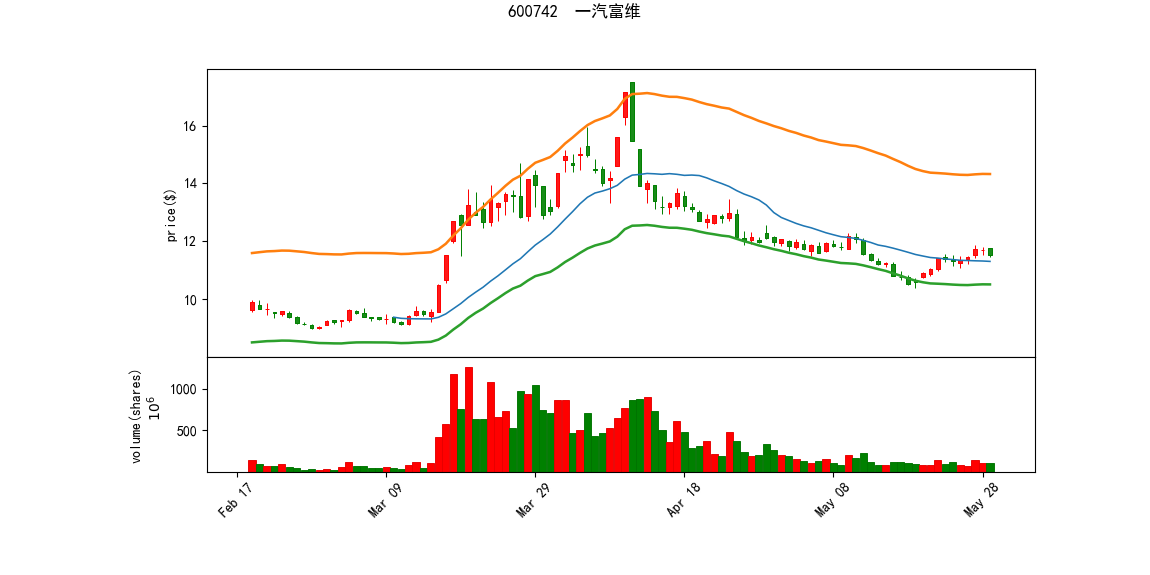 600742  一汽富维
price($)
16
14
12
10
volume(shares)
10^6
1000
500
Feb 17
Mar 09
Mar 29
Apr 18
May 08
May 28